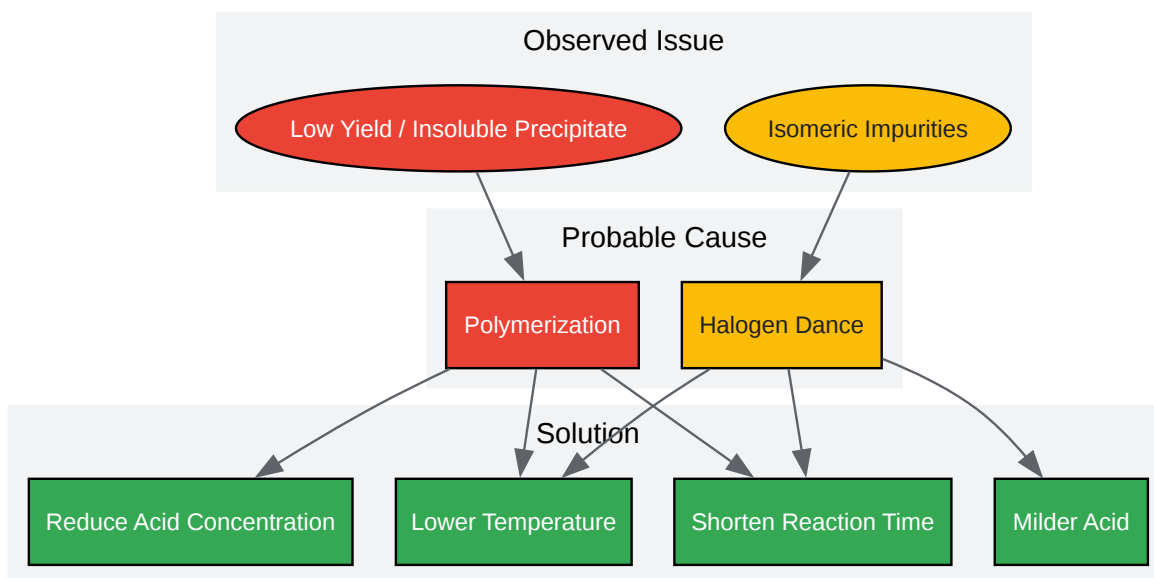 Observed Issue
Low Yield / Insoluble Precipitate
Isomeric Impurities
Probable Cause
Polymerization
Halogen Dance
Solution
Reduce Acid Concentration
Lower Temperature
Shorten Reaction Time
Milder Acid